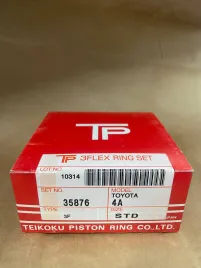 TP
TP 3FLEX RING SET
LOT NO
10314
SET NO. MODEL
TOYOTA
35876 4A
TYPE SIZE
3F STD
JAPAN
TEIKOKU PISTON RING CO.,LTD.